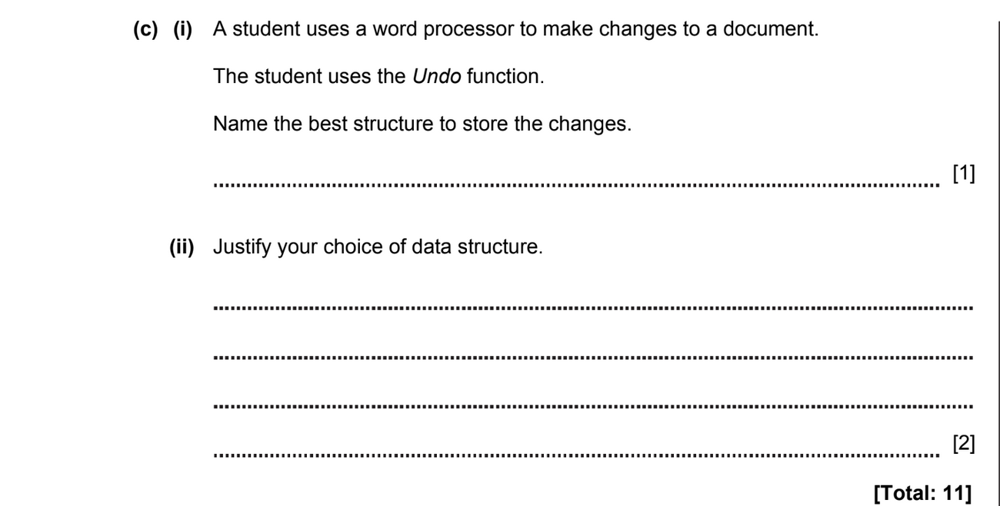 (c) (i) A student uses a word processor to make changes to a document.
The student uses the Undo function.
Name the best structure to store the changes.
[1]
(ii) Justify your choice of data structure.
[2]
[Total: 11]